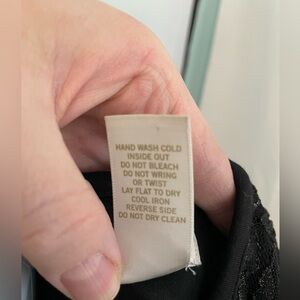 HAND WASH COLD
INSIDE OUT
DO NOT BLEACH
DO NOT WRING
OR TWIST
LAY FLAT TO DRY
COOL IRON
REVERSE SIDE
DO NOT DRY CLEAN